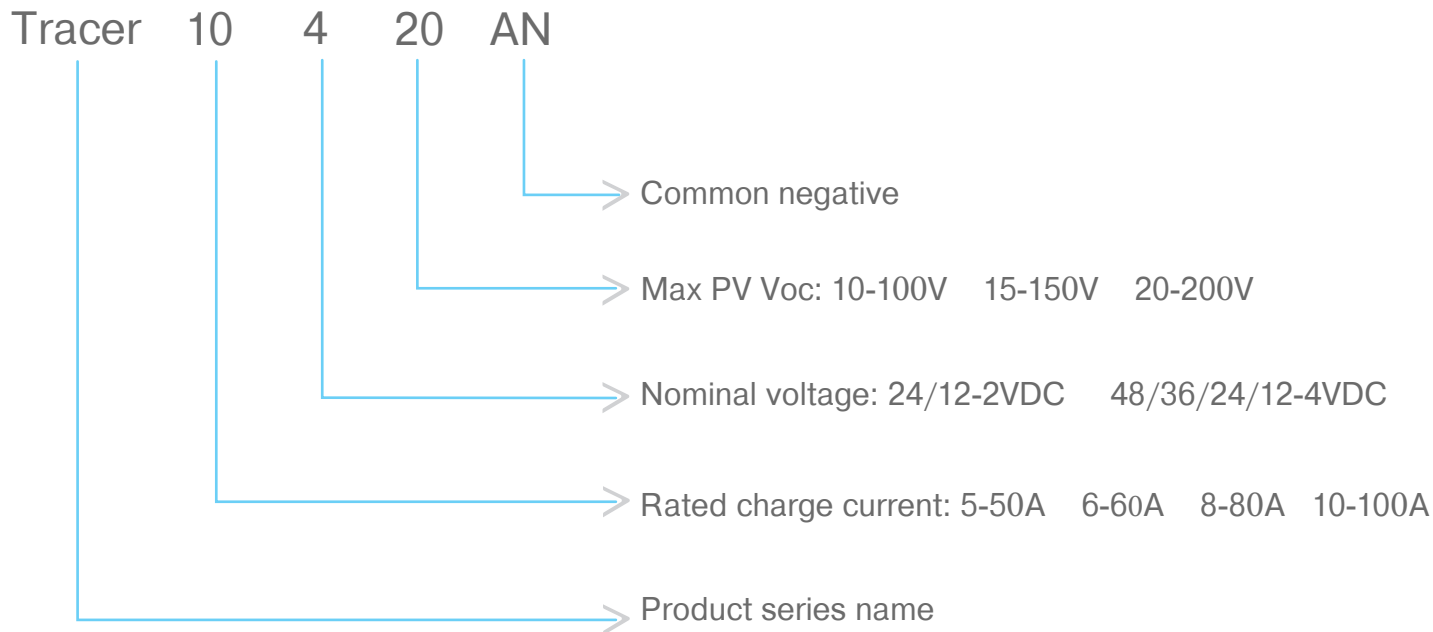 Tracer 10 4 20 AN
Common negative
Max PV Voc: 10-100V 15-150V 20-200V
Nominal voltage: 24/12-2VDC 48/36/24/12-4VDC
Rated charge current: 5-50A 6-60A 8-80A 10-100A
Product series name